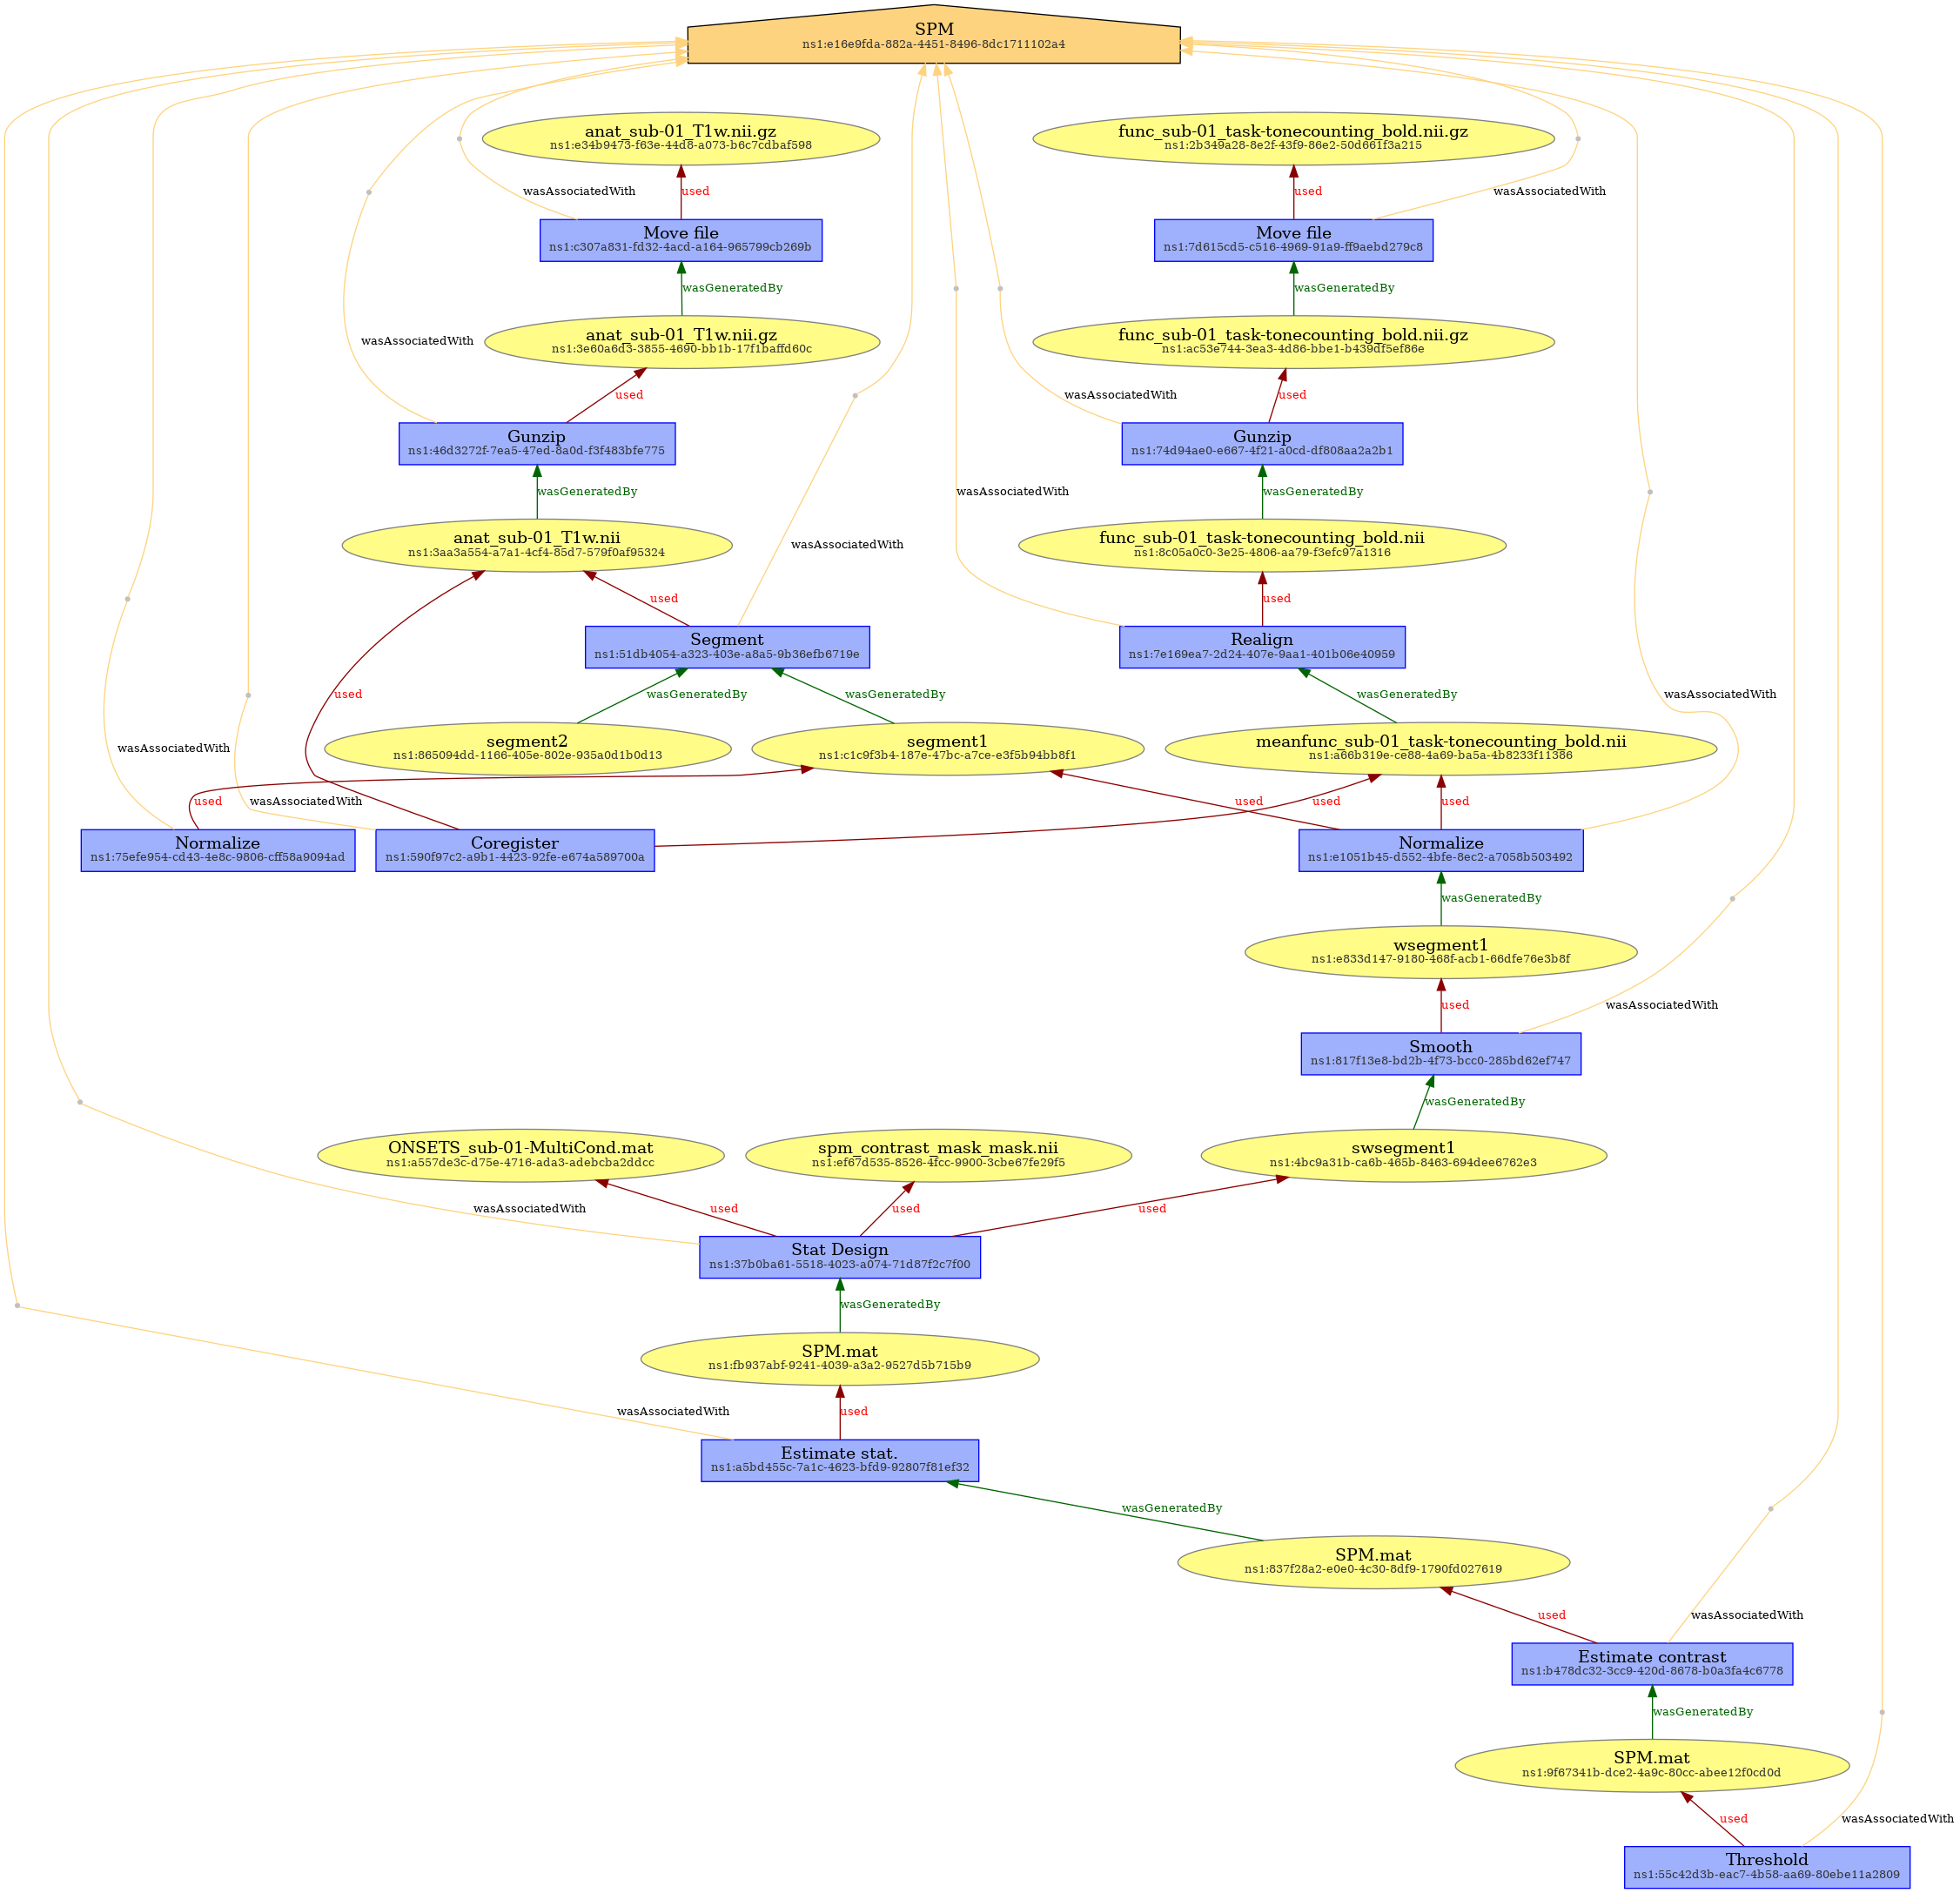 SPM
ns1:e16e9fda-882a-4451-8496-8dc1711102a4
anat_sub-01_T1w.nii.gz
ns1:e34b9473-f63e-44d8-a073-b6c7cdbaf598
func_sub-01_task-tonecounting_bold.nii.gz
ns1:2b349a28-8e2f-43f9-86e2-50d661f3a215
wasAssociatedWith
used
used
wasAssociatedWith
Move file
ns1:c307a831-fd32-4acd-a164-965799cb269b
Move file
ns1:7d615cd5-c516-4969-91a9-ff9aebd279c8
wasGeneratedBy
wasGeneratedBy
wasAssociatedWith
anat_sub-01_T1w.nii.gz
ns1:3e60a6d3-3855-4690-bb1b-17f1baffd60c
func_sub-01_task-tonecounting_bold.nii.gz
ns1:ac53e744-3ea3-4d86-bbe1-b439df5ef86e
used
wasAssociatedWith
used
Gunzip
ns1:46d3272f-7ea5-47ed-8a0d-f3f483bfe775
Gunzip
ns1:74d94ae0-e667-4f21-a0cd-df808aa2a2b1
wasGeneratedBy
wasAssociatedWith
wasGeneratedBy
anat_sub-01_T1w.nii
ns1:3aa3a554-a7a1-4cf4-85d7-579f0af95324
wasAssociatedWith
func_sub-01_task-tonecounting_bold.nii
ns1:8c05a0c0-3e25-4806-aa79-f3efc97a1316
used
used
Segment
ns1:51db4054-a323-403e-a8a5-9b36efb6719e
Realign
ns1:7e169ea7-2d24-407e-9aa1-401b06e40959
used
wasGeneratedBy
wasGeneratedBy
wasGeneratedBy
wasAssociatedWith
wasAssociatedWith
segment2
ns1:865094dd-1166-405e-802e-935a0d1b0d13
segment1
ns1:c1c9f3b4-187e-47bc-a7ce-e3f5b94bb8f1
meanfunc_sub-01_task-tonecounting_bold.nii
ns1:a66b319e-ce88-4a69-ba5a-4b8233f11386
used
wasAssociatedWith
used
used
used
Normalize
ns1:75efe954-cd43-4e8c-9806-cff58a9094ad
Coregister
ns1:590f97c2-a9b1-4423-92fe-e674a589700a
Normalize
ns1:e1051b45-d552-4bfe-8ec2-a7058b503492
wasGeneratedBy
wsegment1
ns1:e833d147-9180-468f-acb1-66dfe76e3b8f
used
wasAssociatedWith
Smooth
ns1:817f13e8-bd2b-4f73-bcc0-285bd62ef747
wasGeneratedBy
ONSETS_sub-01-MultiCond.mat
ns1:a557de3c-d75e-4716-ada3-adebcba2ddcc
spm_contrast_mask_mask.nii
ns1:ef67d535-8526-4fcc-9900-3cbe67fe29f5
swsegment1
ns1:4bc9a31b-ca6b-465b-8463-694dee6762e3
wasAssociatedWith
used
used
used
Stat Design
ns1:37b0ba61-5518-4023-a074-71d87f2c7f00
wasGeneratedBy
SPM.mat
ns1:fb937abf-9241-4039-a3a2-9527d5b715b9
wasAssociatedWith
used
Estimate stat.
ns1:a5bd455c-7a1c-4623-bfd9-92807f81ef32
wasGeneratedBy
SPM.mat
ns1:837f28a2-e0e0-4c30-8df9-1790fd027619
used
wasAssociatedWith
Estimate contrast
ns1:b478dc32-3cc9-420d-8678-b0a3fa4c6778
wasGeneratedBy
SPM.mat
ns1:9f67341b-dce2-4a9c-80cc-abee12f0cd0d
used
wasAssociatedWith
Threshold
ns1:55c42d3b-eac7-4b58-aa69-80ebe11a2809